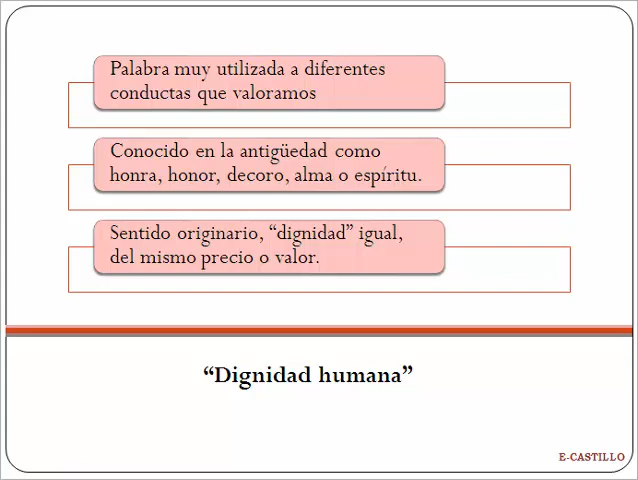 Palabra muy utilizada a diferentes
conductas que valoramos
Conocido en la antigüedad como
honra, honor, decoro, alma o espíritu.
Sentido originario, “dignidad” igual,
del mismo precio o valor.
“Dignidad humana”
E-CASTILLO